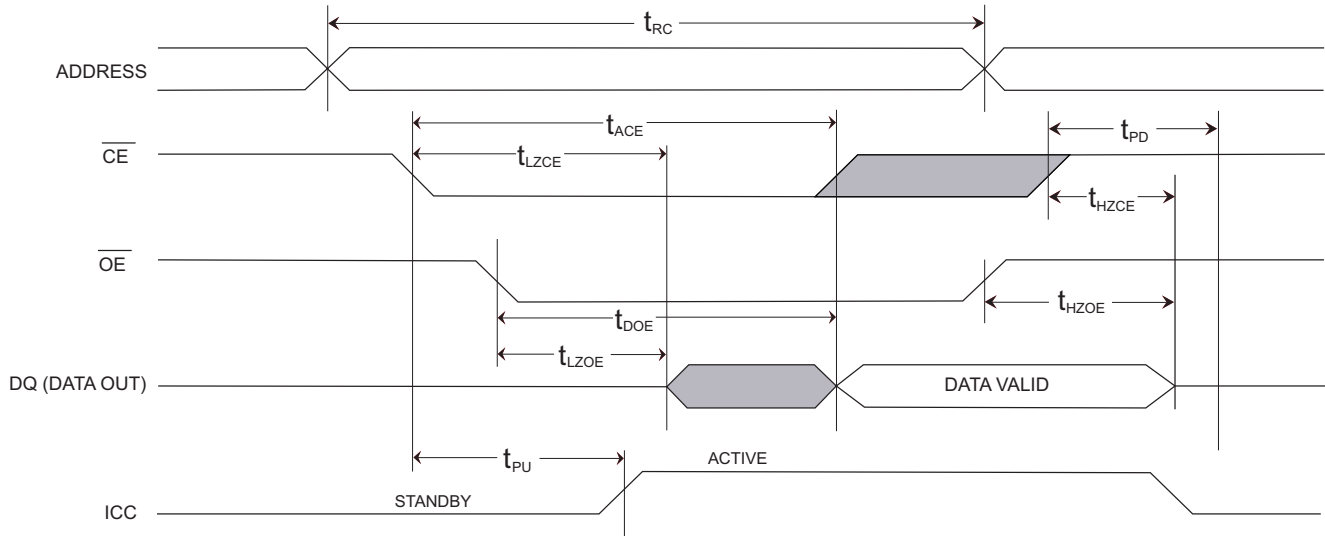 tRC
ADDRESS
tACE
tPD
CE
tLZCE
tHZCE
OE
tHZOE
tDOE
tLZOE
DQ (DATA OUT)
DATA VALID
tPU
ACTIVE
STANDBY
ICC